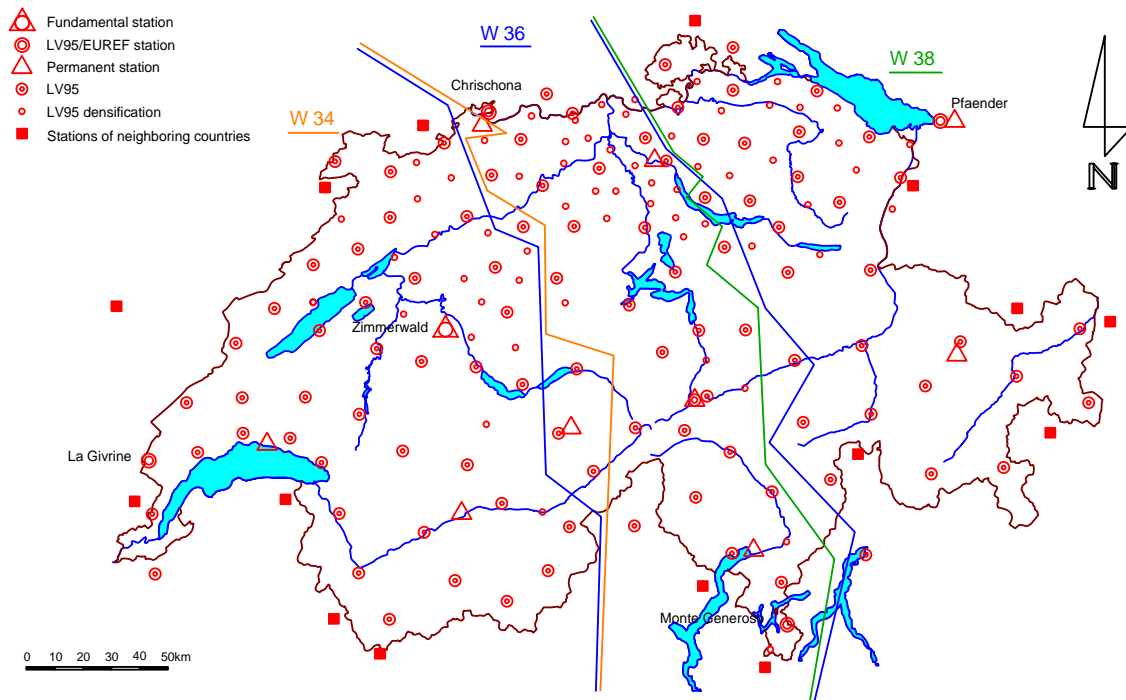 Fundamental station
LV95/EUREF station
Permanent station
LV95
LV95 densification
Stations of neighboring countries
W 36
W 38
W 34
Chrischona
Pfaender
N
Zimmerwald
La Givrine
Monte Generoso
0 10 20 30 40 50km